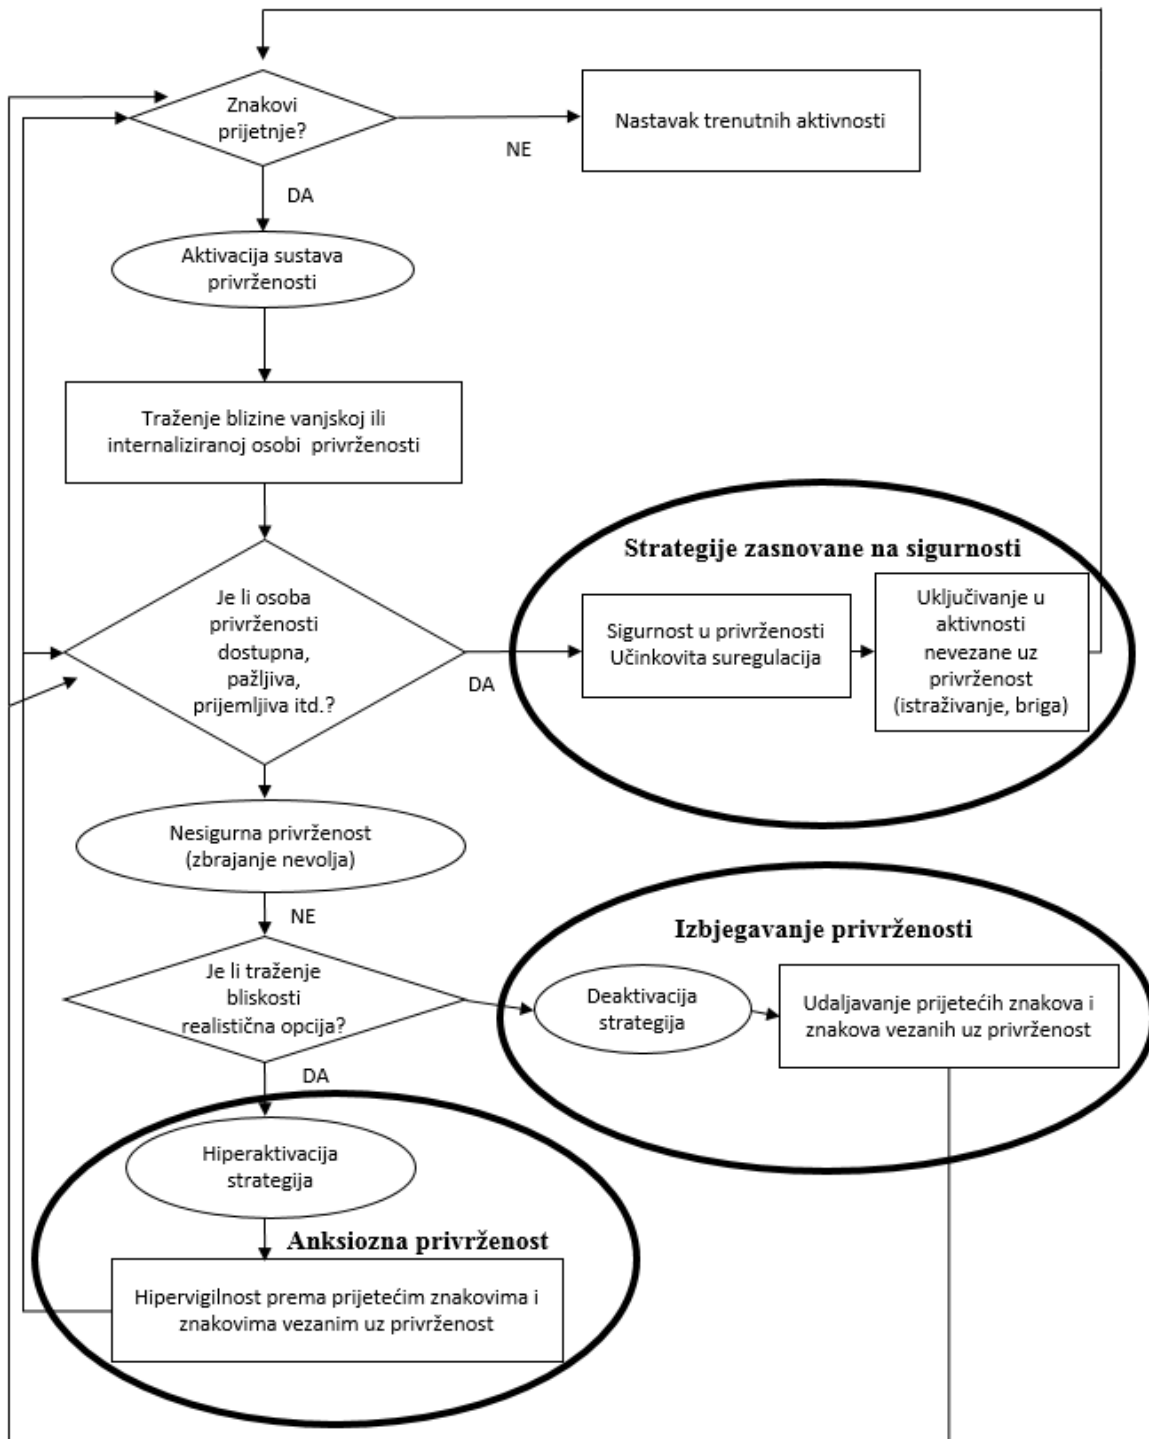 Znakovi
prijetnje?
Nastavak trenutnih aktivnosti
NE
DA
Aktivacija sustava
privrženosti
Traženje blizine vanjskoj ili
internaliziranoj osobi privrženosti
Je li osoba
privrženosti
dostupna,
pažljiva,
prijemljiva itd.?
DA
Strategije zasnovane na sigurnosti
Sigurnost u privrženosti
Učinkovita suregulacija
Uključivanje u
aktivnosti
nevezane uz
privrženost
(istraživanje, briga)
Nesigurna privrženost
(zbrajanje nevolja)
NE
Je li traženje
bliskosti
realistična opcija?
Izbjegavanje privrženosti
Deaktivacija
strategija
Udaljavanje prijetećih znakova i
znakova vezanih uz privrženost
DA
Hiperaktivacija
strategija
Anksiozna privrženost
Hipervigilnost prema prijetećim znakovima i
znakovima vezanim uz privrženost